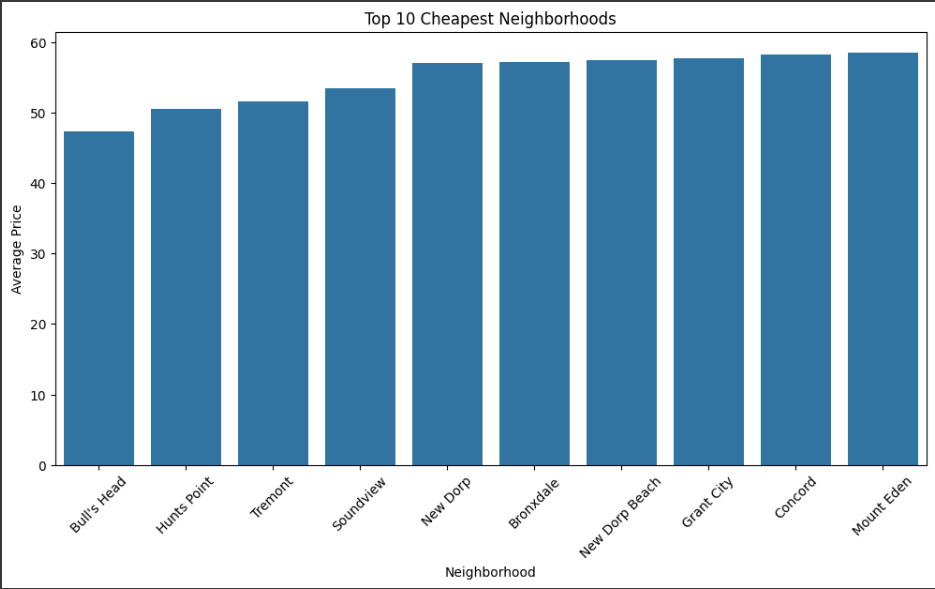 Top 10 Cheapest Neighborhoods
60
50
40
30
20
10
0
Average Price
Bull's Head
Hunts Point
Tremont
Soundview
New Dorp
Bronxdale
New Dorp Beach
Grant City
Concord
Mount Eden
Neighborhood